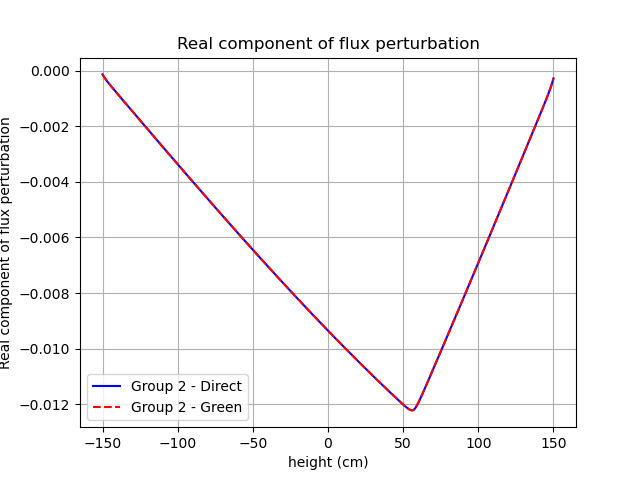 Real component of flux perturbation
Real component of flux perturbation
0.000
−0.002
−0.004
−0.006
−0.008
−0.010
−0.012
Group 2 - Direct
Group 2 - Green
−150
−100
−50
0
50
100
150
height (cm)